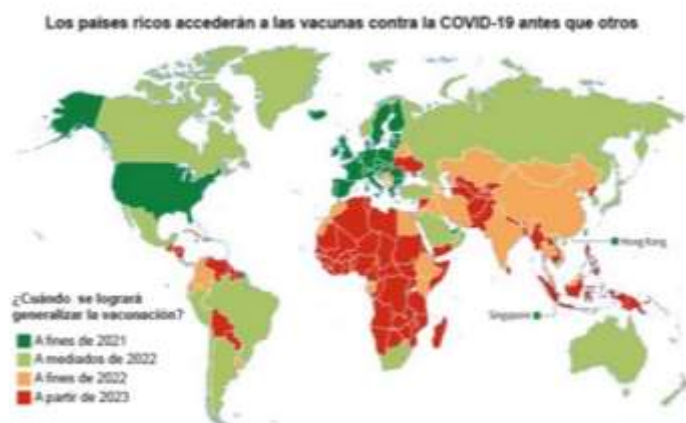 Los países ricos accederán a las vacunas contra la COVID-19 antes que otros
Hong Kong
Singapore
¿Cuándo se logrará
generalizar la vacunación?
A fines de 2021
A mediados de 2022
A fines de 2022
A partir de 2023